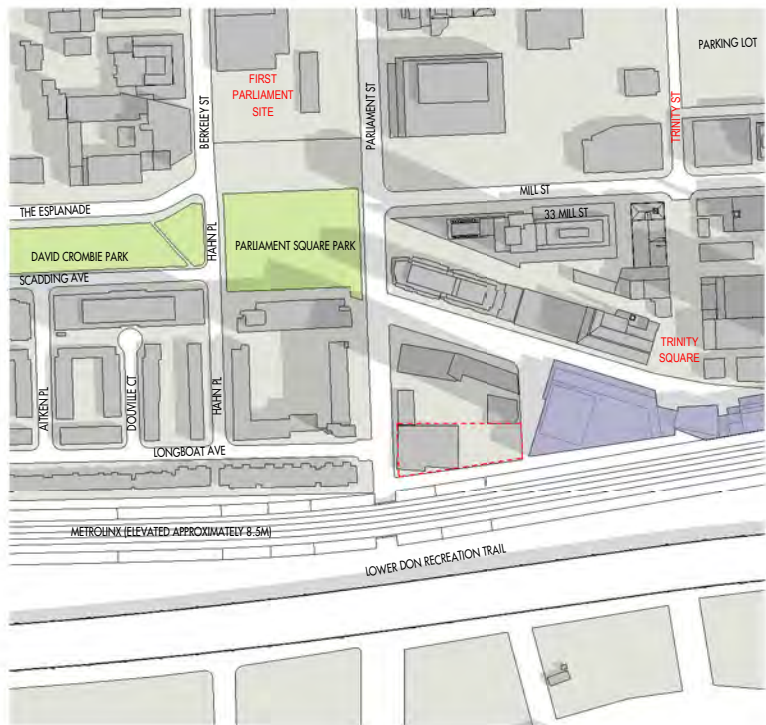 PARKING LOT
FIRST
PARLIAMENT
SITE
BERKELEY ST
PARLIAMENT ST
TRINITY ST
MILL ST
THE ESPLANADE
33 MILL ST
HAHN PL
PARLIAMENT SQUARE PARK
DAVID CROMBIE PARK
SCADDING AVE
TRINITY
SQUARE
AITKEN PL
DOUVILLE CT
HAHN PL
LONGBOAT AVE
METROLINX (ELEVATED APPROXIMATELY 8.5M)
LOWER DON RECREATION TRAIL